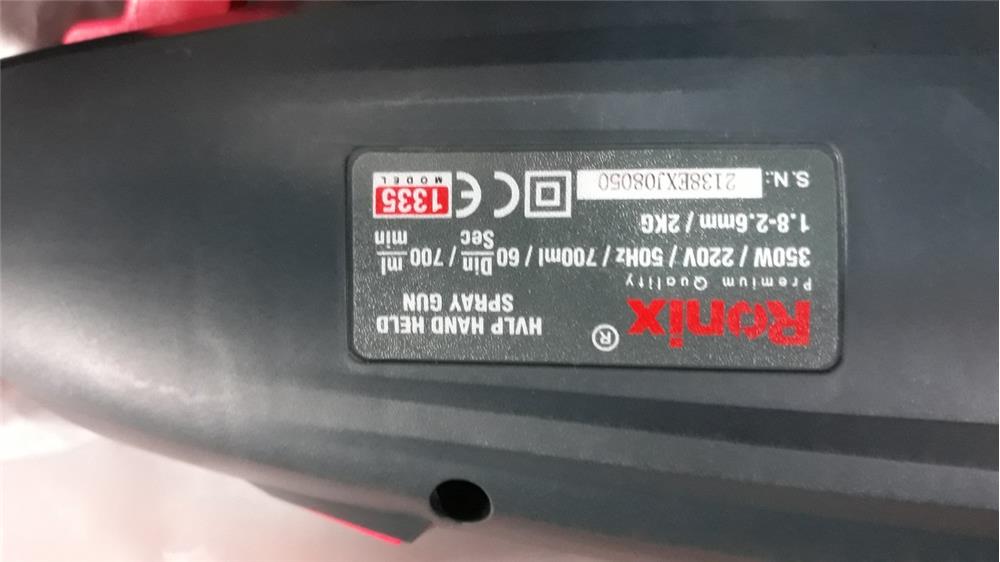 Ronix ®
Premium Quality
HVLP HAND HELD
SPRAY GUN
350W / 220V / 50Hz / 700ml / 60 Din/Sec / 700 ml/min
1.8-2.6mm / 2KG
S.N.: 2138EXJ08050
CE
1335
MODEL